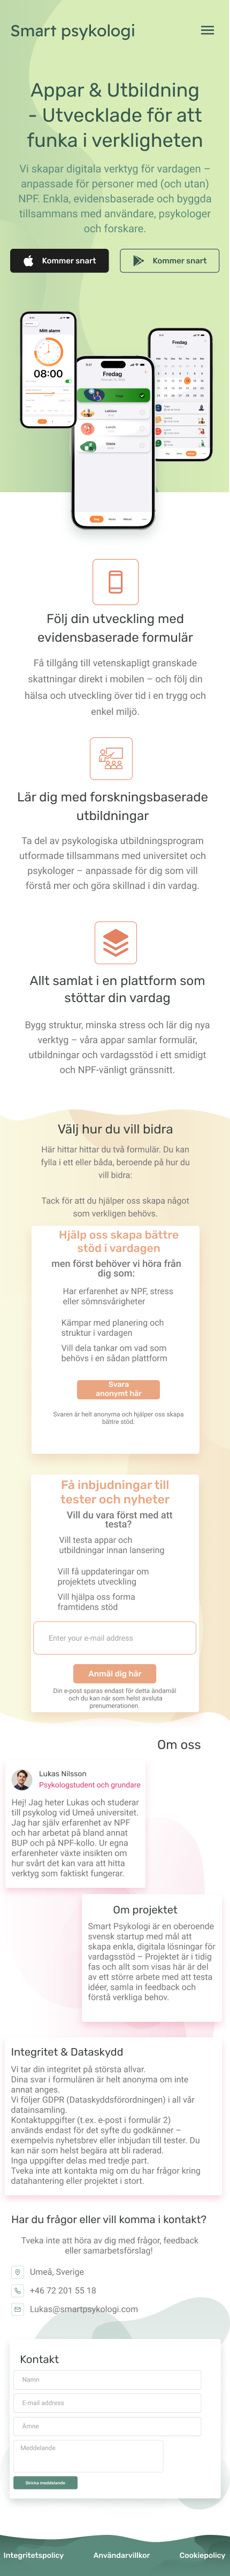 Smart psykologi
Appar & Utbildning
- Utvecklade för att
funka i verkligheten
Vi skapar digitala verktyg för vardagen –
anpassade för personer med (och utan)
NPF. Enkla, evidensbaserade och byggda
tillsammans med användare, psykologer
och forskare.
Kommer snart
Kommer snart
Mitt alarm
08:00
Fredag
Fredag
Följ din utveckling med
evidensbaserade formulär
Få tillgång till vetenskapligt granskade
skattningar direkt i mobilen – och följ din
hälsa och utveckling över tid i en trygg och
enkel miljö.
Lär dig med forskningsbaserade
utbildningar
Ta del av psykologiska utbildningsprogram
utformade tillsammans med universitet och
psykologer – anpassade för dig som vill
förstå mer och göra skillnad i din vardag.
Allt samlat i en plattform som
stöttar din vardag
Bygg struktur, minska stress och lär dig nya
verktyg – våra appar samlar formulär,
utbildningar och vardagsstöd i ett smidigt
och NPF-vänligt gränssnitt.
Välj hur du vill bidra
Här hittar hittar du två formulär. Du kan
fylla i ett eller båda, beroende på hur du
vill bidra:
Tack för att du hjälper oss skapa något
som verkligen behövs.
Hjälp oss skapa bättre
stöd i vardagen
men först behöver vi höra från
dig som:
Har erfarenhet av NPF, stress
eller sömnsvårigheter
Kämpar med planering och
struktur i vardagen
Vill dela tankar om vad som
behövs i en sådan plattform
Svara
anonymt här
Svaren är helt anonyma och hjälper oss skapa
bättre stöd.
Få inbjudningar till
tester och nyheter
Vill du vara först med att
testa?
Vill testa appar och
utbildningar innan lansering
Vill få uppdateringar om
projektets utveckling
Vill hjälpa oss forma
framtidens stöd
Enter your e-mail address
Anmäl dig här
Din e-post sparas endast för detta ändamål
och du kan när som helst avsluta
prenumerationen.
Om oss
Lukas Nilsson
Psykologstudent och grundare
Hej! Jag heter Lukas och studerar
till psykolog vid Umeå universitet.
Jag har själv erfarenhet av NPF
och har arbetat på bland annat
BUP och på NPF-kollo. Ur egna
erfarenheter växte insikten om
hur svårt det kan vara att hitta
verktyg som faktiskt fungerar.
Om projektet
Smart Psykologi är en oberoende
svensk startup med mål att
skapa enkla, digitala lösningar för
vardagsstöd – Projektet är i tidig
fas och allt som visas här är del
av ett större arbete med att testa
idéer, samla in feedback och
förstå verkliga behov.
Integritet & Dataskydd
Vi tar din integritet på största allvar.
Dina svar i formulären är helt anonyma om inte
annat anges.
Vi följer GDPR (Dataskyddsförordningen) i all vår
datainsamling.
Kontaktuppgifter (t.ex. e-post i formulär 2)
används endast för det syfte du godkänner –
exempelvis nyhetsbrev eller inbjudan till tester. Du
kan när som helst begära att bli raderad.
Inga uppgifter delas med tredje part.
Tveka inte att kontakta mig om du har frågor kring
datahantering eller projektet i stort.
Har du frågor eller vill komma i kontakt?
Tveka inte att höra av dig med frågor, feedback
eller samarbetsförslag!
Umeå, Sverige
+46 72 201 55 18
Lukas@smartpsykologi.com
Kontakt
Namn
E-mail address
Ämne
Meddelande
Skicka meddelande
Integritetspolicy
Användarvillkor
Cookiepolicy